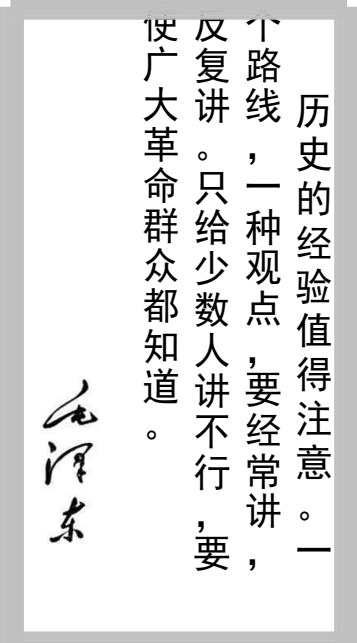 历史的经验值得注意。一
个路线，一种观点，要经常讲，
反复讲。只给少数人讲不行，要
使广大革命群众都知道。
毛泽东